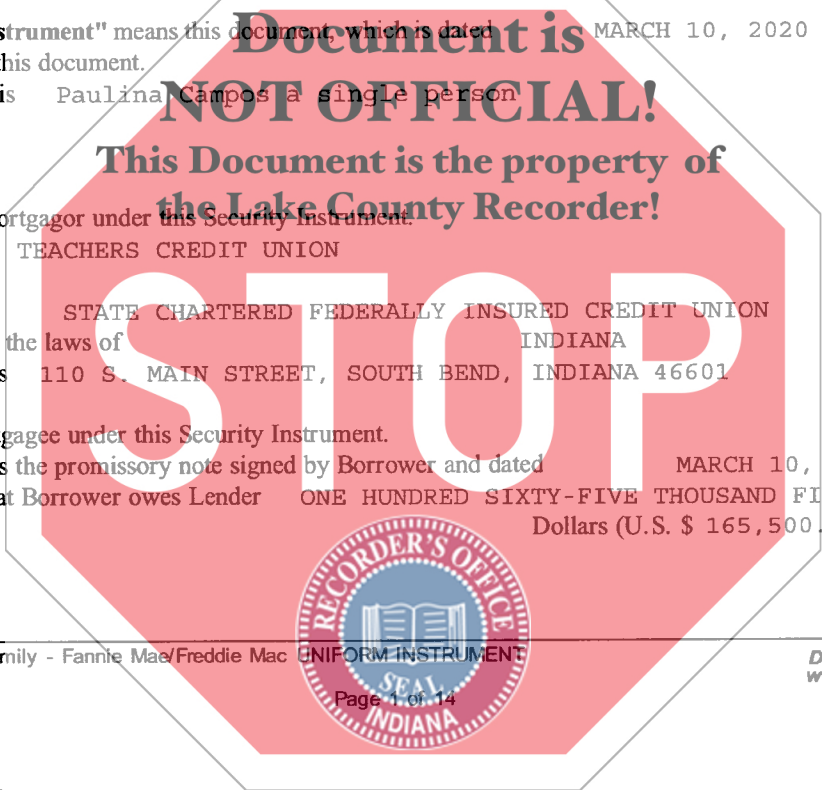 strument" means this document, which is dated MARCH 10, 2020
his document.
is Paulina Campos a single person
ortgagor under this Security Instrument.
TEACHERS CREDIT UNION
STATE CHARTERED FEDERALLY INSURED CREDIT UNION
the laws of INDIANA
s 110 S. MAIN STREET, SOUTH BEND, INDIANA 46601
gagee under this Security Instrument.
s the promissory note signed by Borrower and dated MARCH 10,
at Borrower owes Lender ONE HUNDRED SIXTY-FIVE THOUSAND FI
Dollars (U.S. $ 165,500.
mily - Fannie Mae/Freddie Mac UNIFORM INSTRUMENT
Page 1 of 14
Document is
NOT OFFICIAL!
This Document is the property of
the Lake County Recorder!
STOP
RECORDER'S OFFICE
SEAL
INDIANA